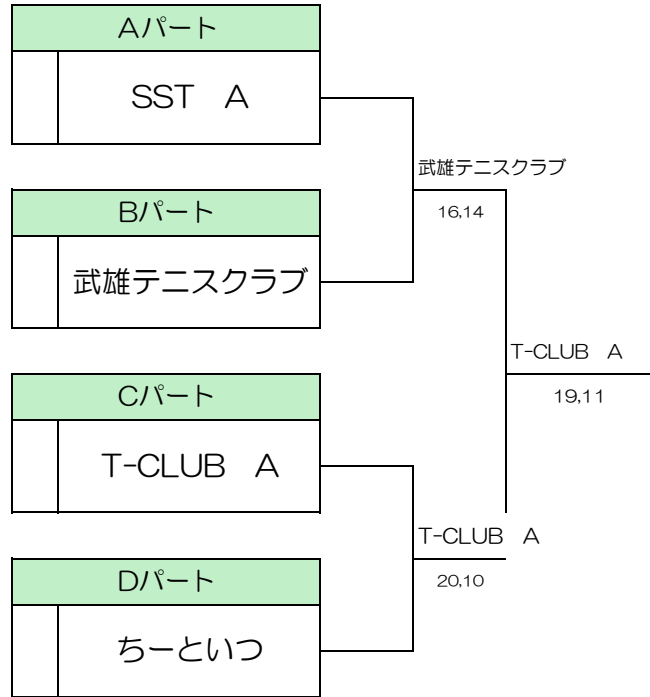 Aパート
SST　A
武雄テニスクラブ
Bパート
16,14
武雄テニスクラブ
T-CLUB　A
Cパート
19,11
T-CLUB　A
T-CLUB　A
Dパート
20,10
ちーといつ